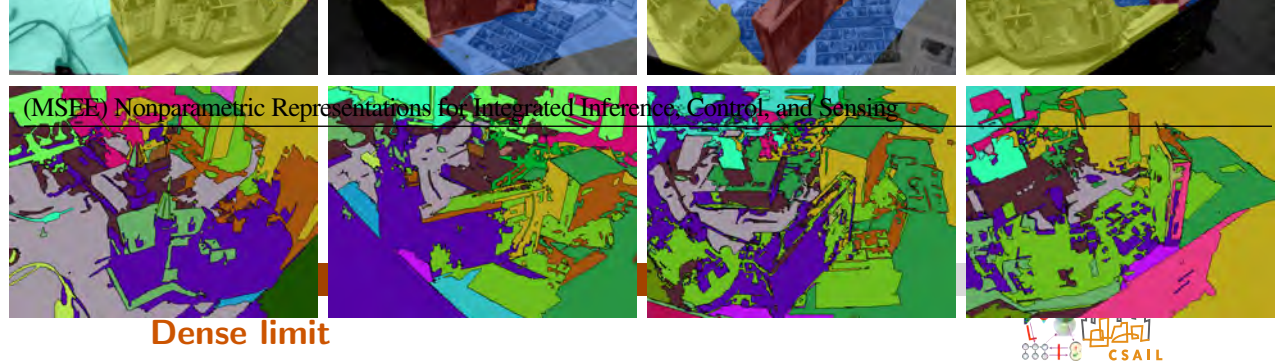 (MSEE) Nonparametric Representations for Integrated Inference, Control, and Sensing
Dense limit
CSAIL